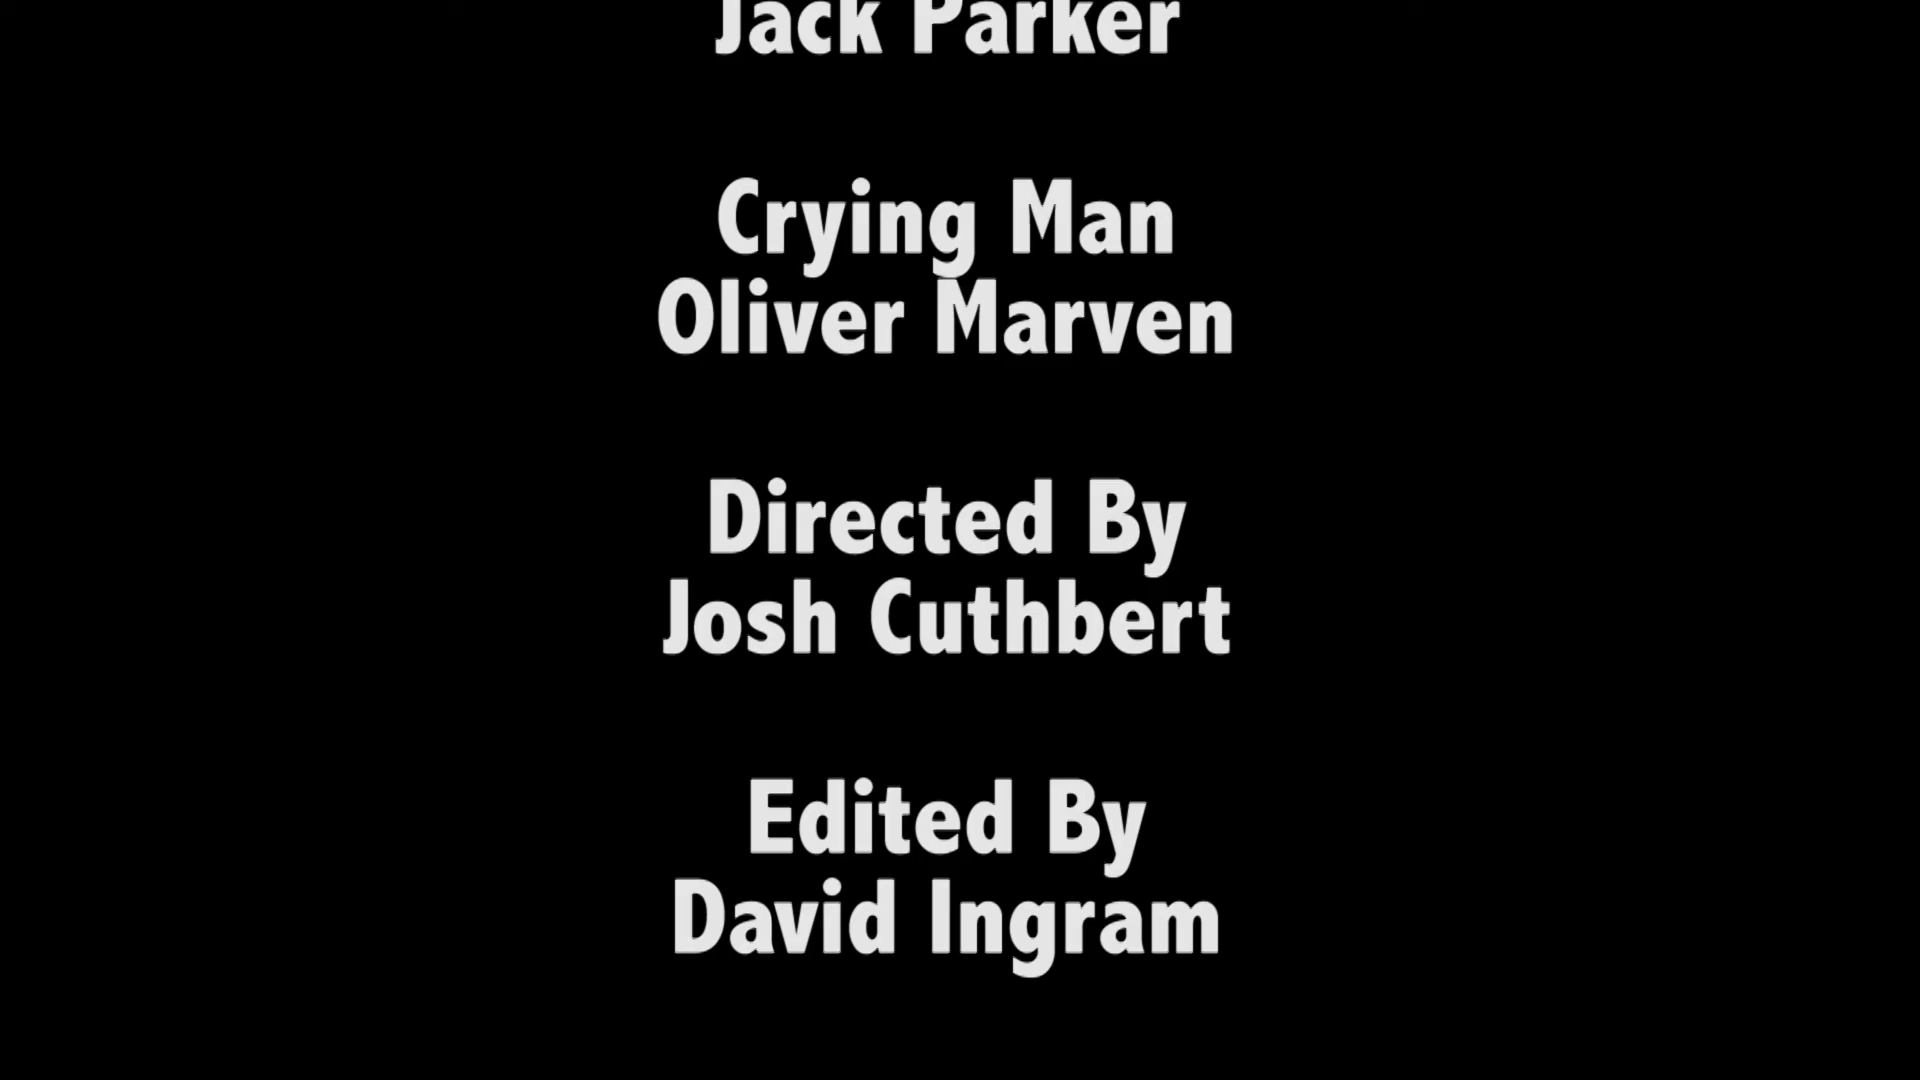 Jack Parker
Crying Man
Oliver Marven
Directed By
Josh Cuthbert
Edited By
David Ingram